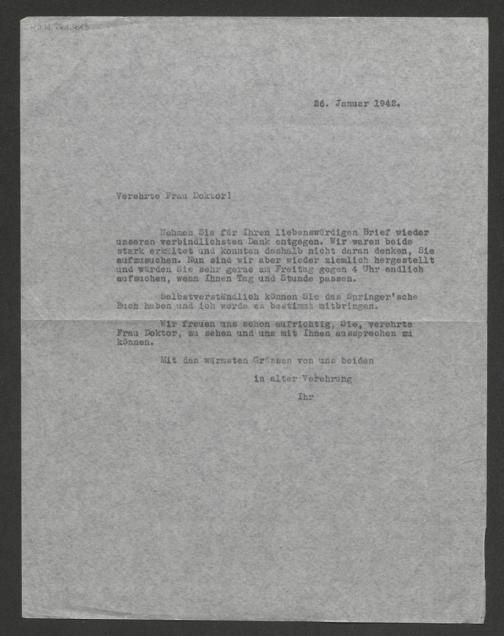 26. Januar 1942.
Verehrte Frau Doktor!
Nehmen Sie für Ihren liebenswürdigen Brief wieder
unseren verbindlichsten Dank entgegen. Wir waren beide
stark erkältet und konnten deshalb nicht daran denken, Sie
aufzusuchen. Nun sind wir aber wieder ziemlich hergestellt
und würden Sie sehr gerne am Freitag gegen 4 Uhr endlich
aufsuchen, wenn Ihnen Tag und Stunde passen.
Selbstverständlich können Sie das Springer'sche
Buch haben und ich werde es bestimmt mitbringen.
Wir freuen uns schon aufrichtig, Sie, verehrte
Frau Doktor, zu sehen und uns mit Ihnen aussprechen zu
können.
Mit den wärmsten Grüssen von uns beiden
in alter Verehrung
Ihr